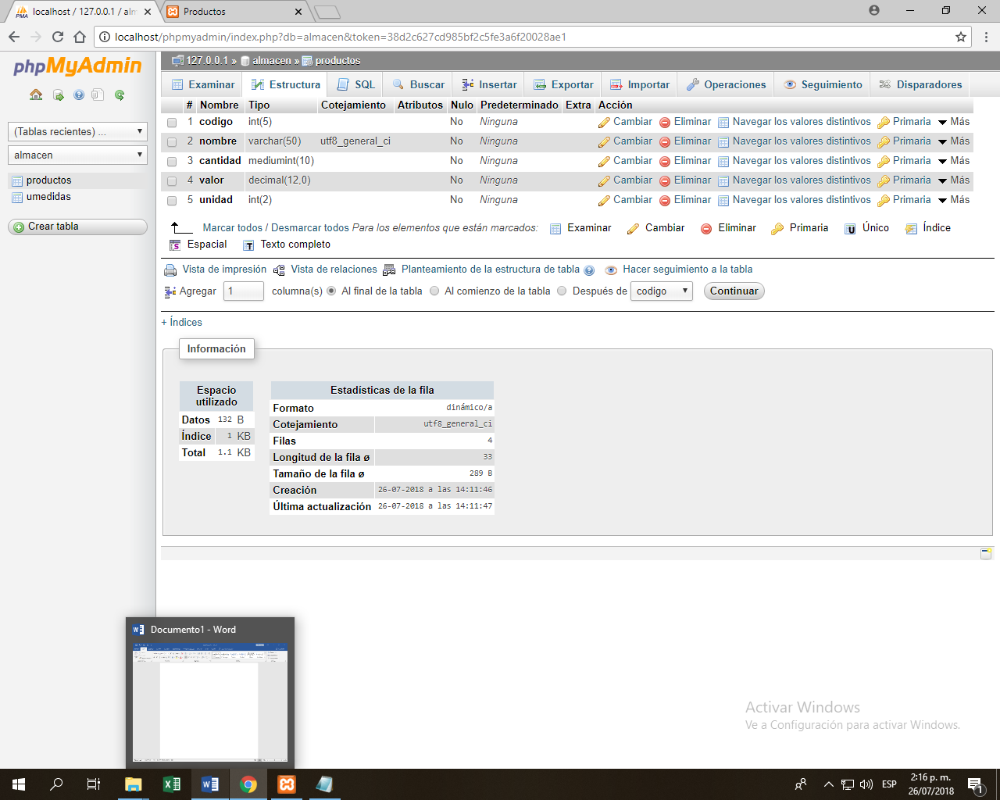 localhost / 127.0.0.1 / alm
Productos
localhost/phpmyadmin/index.php?db=almacen&token=38d2c627cd985bf2c5fe3a6f20028ae1
phpMyAdmin
(Tablas recientes) ...
almacen
productos
umedidas
Crear tabla
127.0.0.1 » almacen » productos
Examinar Estructura SQL Buscar Insertar Exportar Importar Operaciones Seguimiento Disparadores
# Nombre Tipo Cotejamiento Atributos Nulo Predeterminado Extra Acción
1 codigo int(5) No Ninguna Cambiar Eliminar Navegar los valores distintivos Primaria Más
2 nombre varchar(50) utf8_general_ci No Ninguna Cambiar Eliminar Navegar los valores distintivos Primaria Más
3 cantidad mediumint(10) No Ninguna Cambiar Eliminar Navegar los valores distintivos Primaria Más
4 valor decimal(12,0) No Ninguna Cambiar Eliminar Navegar los valores distintivos Primaria Más
5 unidad int(2) No Ninguna Cambiar Eliminar Navegar los valores distintivos Primaria Más
Marcar todos / Desmarcar todos Para los elementos que están marcados: Examinar Cambiar Eliminar Primaria Único Índice
Espacial Texto completo
Vista de impresión Vista de relaciones Planteamiento de la estructura de tabla Hacer seguimiento a la tabla
Agregar 1 columna(s) Al final de la tabla Al comienzo de la tabla Después de codigo Continuar
+ Índices
Información
Espacio utilizado
Datos 132 B
Índice 1 KB
Total 1.1 KB
Estadísticas de la fila
Formato dinámico/a
Cotejamiento utf8_general_ci
Filas 4
Longitud de la fila ø 33
Tamaño de la fila ø 289 B
Creación 26-07-2018 a las 14:11:46
Última actualización 26-07-2018 a las 14:11:47
Documento1 - Word
Activar Windows
Ve a Configuración para activar Windows.
ESP
2:16 p. m.
26/07/2018
1